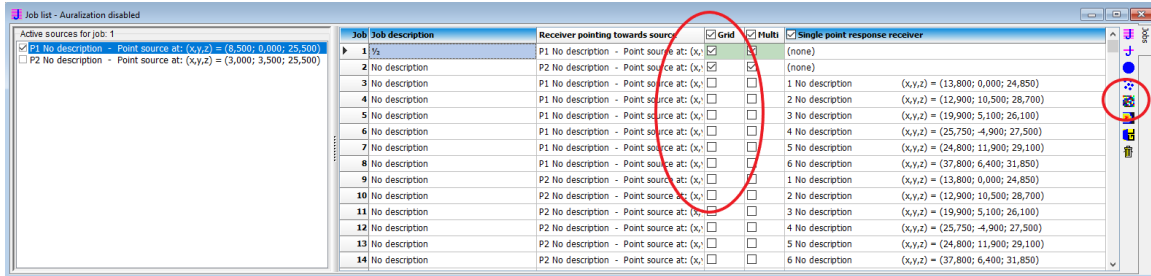 Job list - Auralization disabled
Active sources for job: 1
P1 No description - Point source at: (x,y,z) = (8,500; 0,000; 25,500)
P2 No description - Point source at: (x,y,z) = (3,000; 3,500; 25,500)
Job Job description Receiver pointing towards source Grid Multi Single point response receiver
1 ½ P1 No description - Point source at: (x,y (none)
2 No description P2 No description - Point source at: (x,y (none)
3 No description P1 No description - Point source at: (x,y 1 No description (x,y,z) = (13,800; 0,000; 24,850)
4 No description P1 No description - Point source at: (x,y 2 No description (x,y,z) = (12,900; 10,500; 28,700)
5 No description P1 No description - Point source at: (x,y 3 No description (x,y,z) = (19,900; 5,100; 26,100)
6 No description P1 No description - Point source at: (x,y 4 No description (x,y,z) = (25,750; -4,900; 27,500)
7 No description P1 No description - Point source at: (x,y 5 No description (x,y,z) = (24,800; 11,900; 29,100)
8 No description P1 No description - Point source at: (x,y 6 No description (x,y,z) = (37,800; 6,400; 31,850)
9 No description P2 No description - Point source at: (x,y 1 No description (x,y,z) = (13,800; 0,000; 24,850)
10 No description P2 No description - Point source at: (x,y 2 No description (x,y,z) = (12,900; 10,500; 28,700)
11 No description P2 No description - Point source at: (x,y 3 No description (x,y,z) = (19,900; 5,100; 26,100)
12 No description P2 No description - Point source at: (x,y 4 No description (x,y,z) = (25,750; -4,900; 27,500)
13 No description P2 No description - Point source at: (x,y 5 No description (x,y,z) = (24,800; 11,900; 29,100)
14 No description P2 No description - Point source at: (x,y 6 No description (x,y,z) = (37,800; 6,400; 31,850)
Jobs